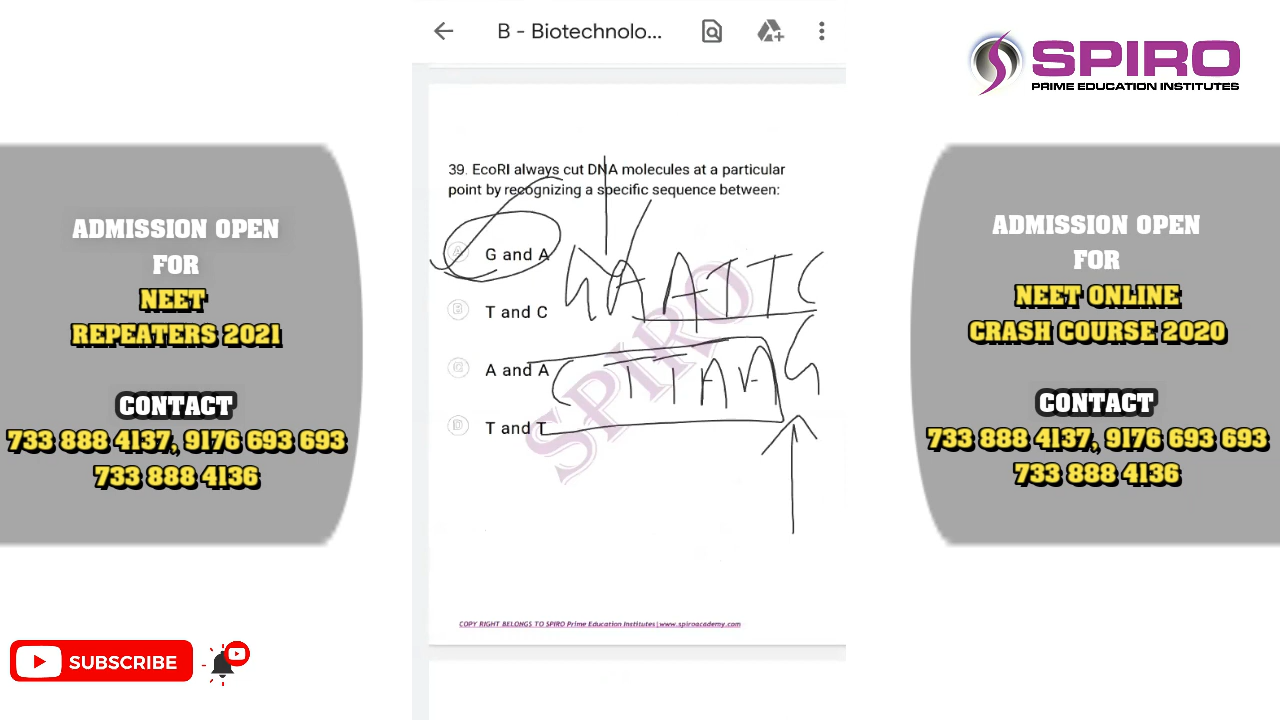 B - Biotechnolo...
SPIRO
PRIME EDUCATION INSTITUTES
39. EcoRI always cut DNA molecules at a particular
point by recognizing a specific sequence between:
A G and A
B T and C
C A and A
D T and T
GAATTC
CTTAAG
SPIRO
COPY RIGHT BELONGS TO SPIRO Prime Education Institutes|www.spiroacademy.com
ADMISSION OPEN
FOR
NEET
REPEATERS 2021
CONTACT
733 888 4137, 9176 693 693
733 888 4136
ADMISSION OPEN
FOR
NEET ONLINE
CRASH COURSE 2020
CONTACT
733 888 4137, 9176 693 693
733 888 4136
SUBSCRIBE